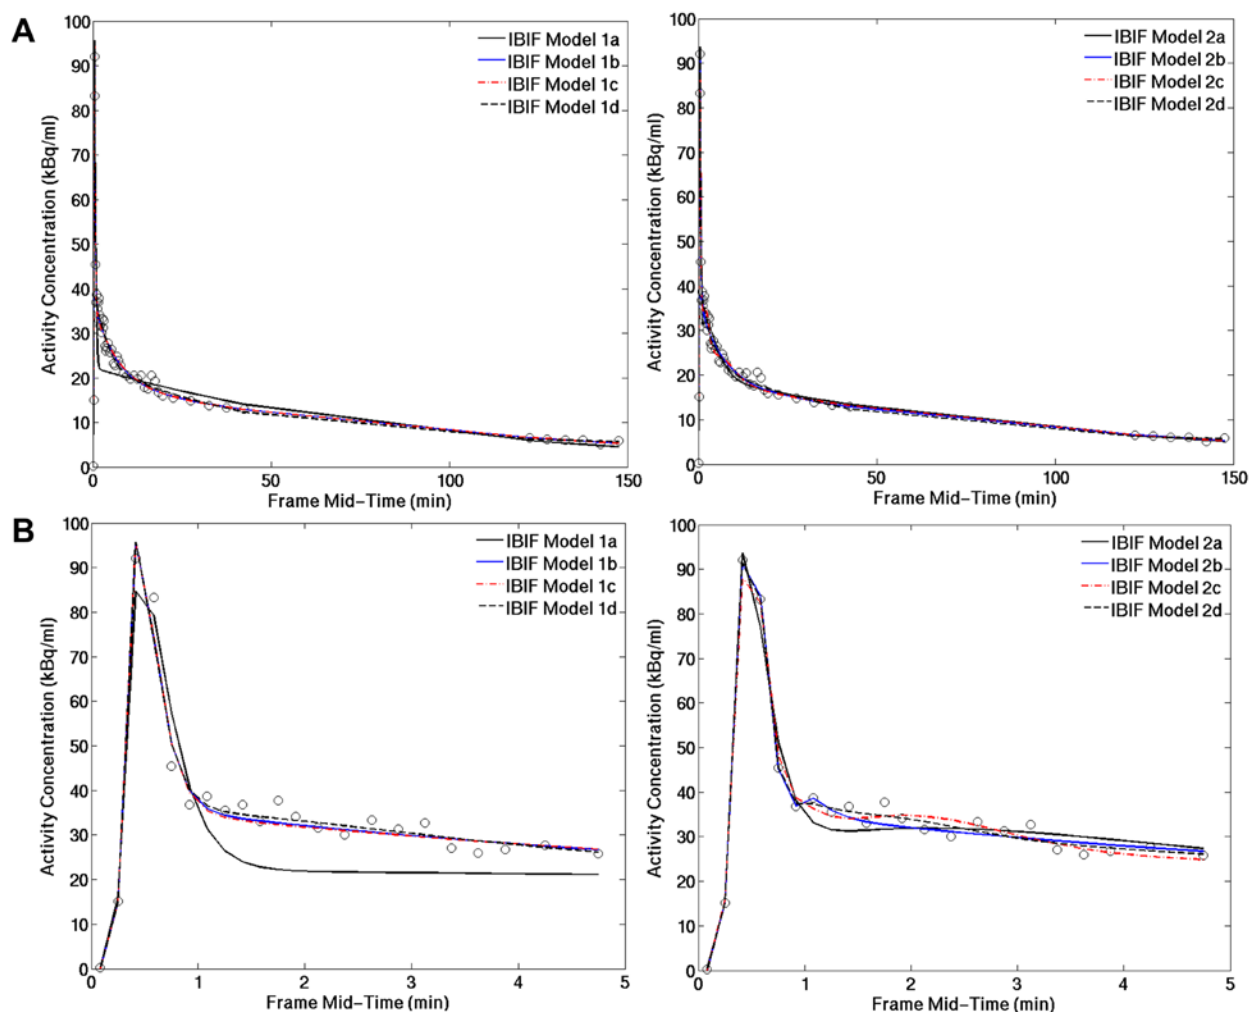 A
100
90
80
70
60
50
40
30
20
10
0
Activity Concentration (kBq/ml)
IBIF Model 1a
IBIF Model 1b
IBIF Model 1c
IBIF Model 1d
0
50
100
150
Frame Mid-Time (min)
100
90
80
70
60
50
40
30
20
10
0
Activity Concentration (kBq/ml)
IBIF Model 2a
IBIF Model 2b
IBIF Model 2c
IBIF Model 2d
0
50
100
150
Frame Mid-Time (min)
B
100
90
80
70
60
50
40
30
20
10
0
Activity Concentration (kBq/ml)
IBIF Model 1a
IBIF Model 1b
IBIF Model 1c
IBIF Model 1d
0
1
2
3
4
5
Frame Mid-Time (min)
100
90
80
70
60
50
40
30
20
10
0
Activity Concentration (kBq/ml)
IBIF Model 2a
IBIF Model 2b
IBIF Model 2c
IBIF Model 2d
0
1
2
3
4
5
Frame Mid-Time (min)